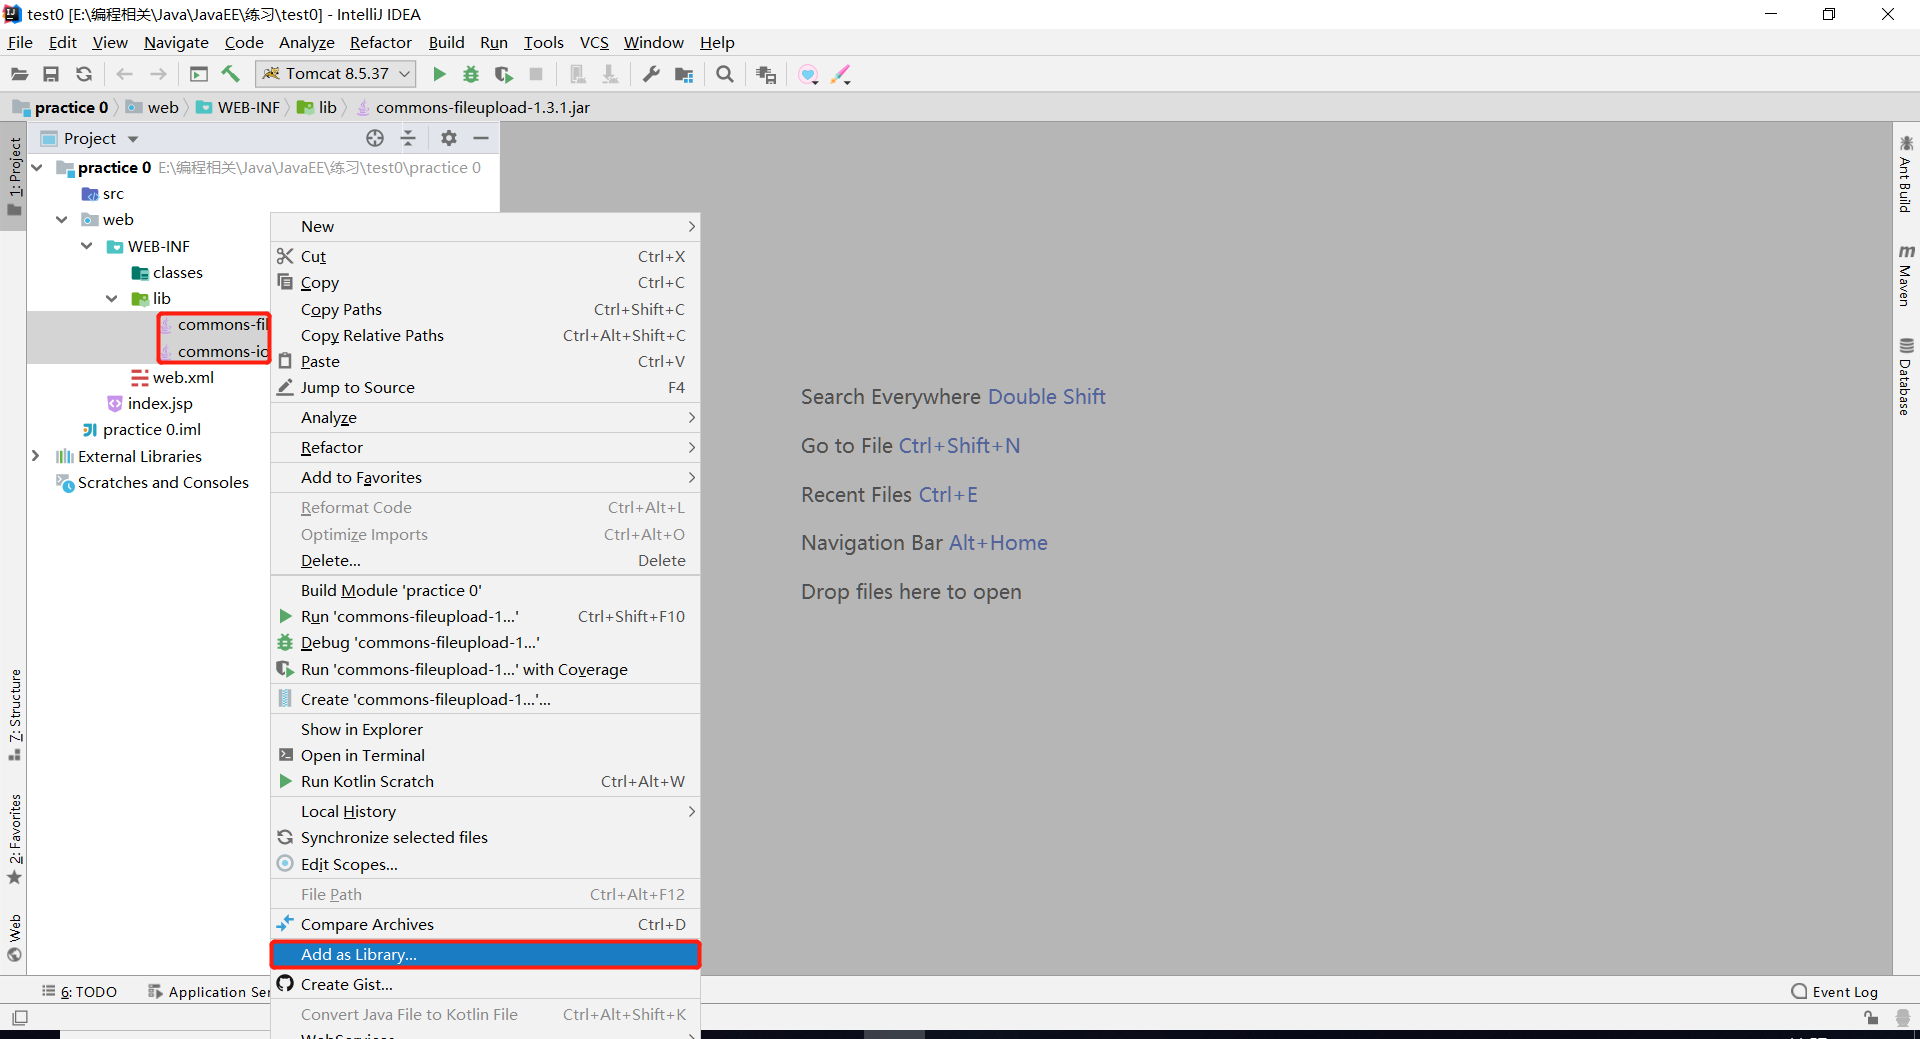 test0 [E:\编程相关\Java\JavaEE\练习\test0] - IntelliJ IDEA
File Edit View Navigate Code Analyze Refactor Build Run Tools VCS Window Help
Tomcat 8.5.37
practice 0 web WEB-INF lib commons-fileupload-1.3.1.jar
Project
1: Project
practice 0 E:\编程相关\Java\JavaEE\练习\test0\practice 0
src
web
WEB-INF
classes
lib
commons-fil
commons-io
web.xml
index.jsp
practice 0.iml
External Libraries
Scratches and Consoles
New
Cut Ctrl+X
Copy Ctrl+C
Copy Paths Ctrl+Shift+C
Copy Relative Paths Ctrl+Alt+Shift+C
Paste Ctrl+V
Jump to Source F4
Analyze
Refactor
Add to Favorites
Reformat Code Ctrl+Alt+L
Optimize Imports Ctrl+Alt+O
Delete... Delete
Build Module 'practice 0'
Run 'commons-fileupload-1...' Ctrl+Shift+F10
Debug 'commons-fileupload-1...'
Run 'commons-fileupload-1...' with Coverage
Create 'commons-fileupload-1...'...
Show in Explorer
Open in Terminal
Run Kotlin Scratch Ctrl+Alt+W
Local History
Synchronize selected files
Edit Scopes...
File Path Ctrl+Alt+F12
Compare Archives Ctrl+D
Add as Library...
Create Gist...
Convert Java File to Kotlin File Ctrl+Alt+Shift+K
WebServices
Search Everywhere Double Shift
Go to File Ctrl+Shift+N
Recent Files Ctrl+E
Navigation Bar Alt+Home
Drop files here to open
Ant Build
Maven
Database
7: Structure
2: Favorites
Web
6: TODO
Application Ser
Event Log